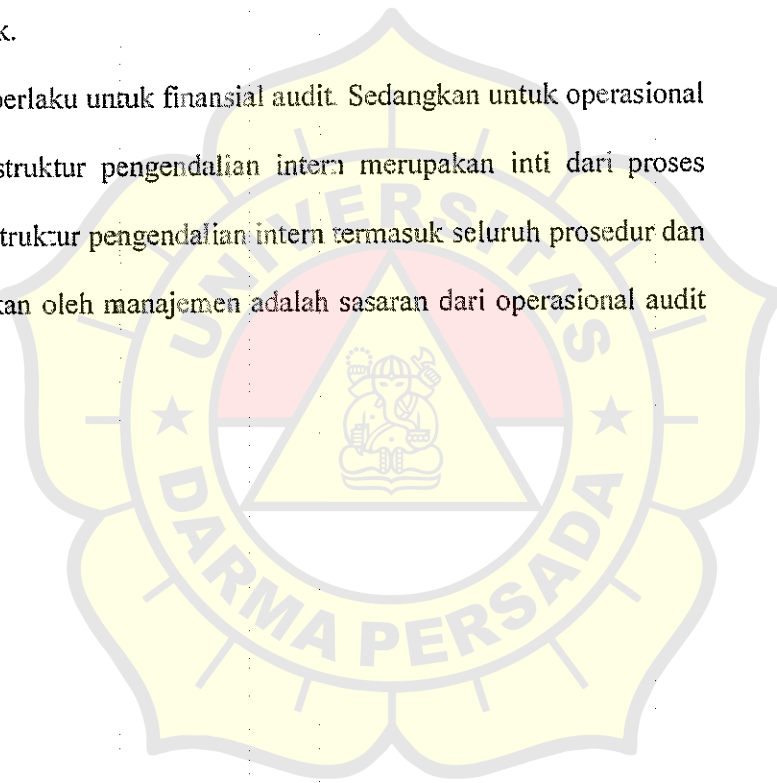 k.
berlaku untuk finansial audit. Sedangkan untuk operasional
struktur pengendalian intern merupakan inti dari proses
truktur pengendalian intern termasuk seluruh prosedur dan
kan oleh manajemen adalah sasaran dari operasional audit
UNIVERSITAS
DARMA PERSADA